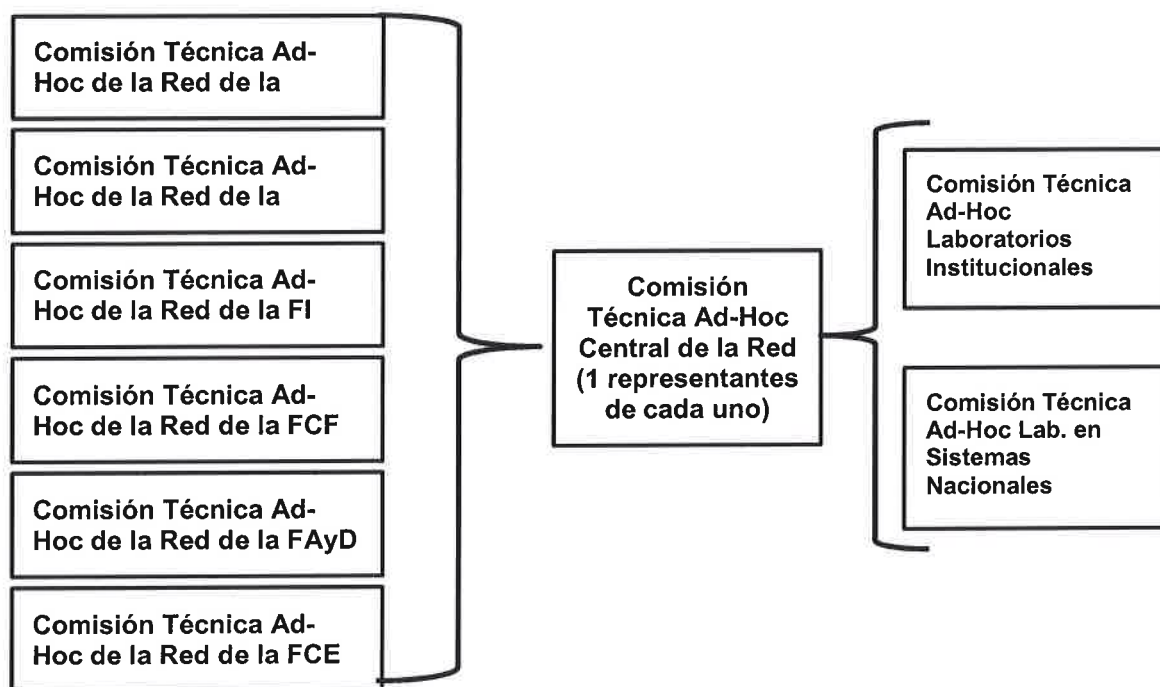 Comisión Técnica Ad-
Hoc de la Red de la
Comisión Técnica Ad-
Hoc de la Red de la
Comisión Técnica Ad-
Hoc de la Red de la FI
Comisión Técnica Ad-
Hoc de la Red de la FCF
Comisión Técnica Ad-
Hoc de la Red de la FAyD
Comisión Técnica Ad-
Hoc de la Red de la FCE
Comisión
Técnica Ad-Hoc
Central de la Red
(1 representantes
de cada uno)
Comisión Técnica
Ad-Hoc
Laboratorios
Institucionales
Comisión Técnica
Ad-Hoc Lab. en
Sistemas
Nacionales